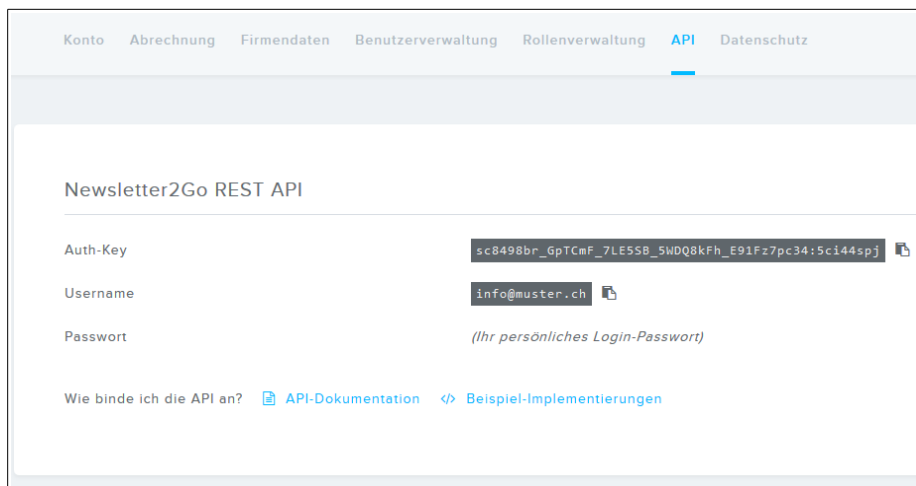 Konto Abrechnung Firmendaten Benutzerverwaltung Rollenverwaltung API Datenschutz
Newsletter2Go REST API
Auth-Key sc8498br_GpTCmF_7LE5SB_5WDQ8kFh_E91Fz7pc34:5ci44spj
Username info@muster.ch
Passwort (Ihr persönliches Login-Passwort)
Wie binde ich die API an? API-Dokumentation </> Beispiel-Implementierungen